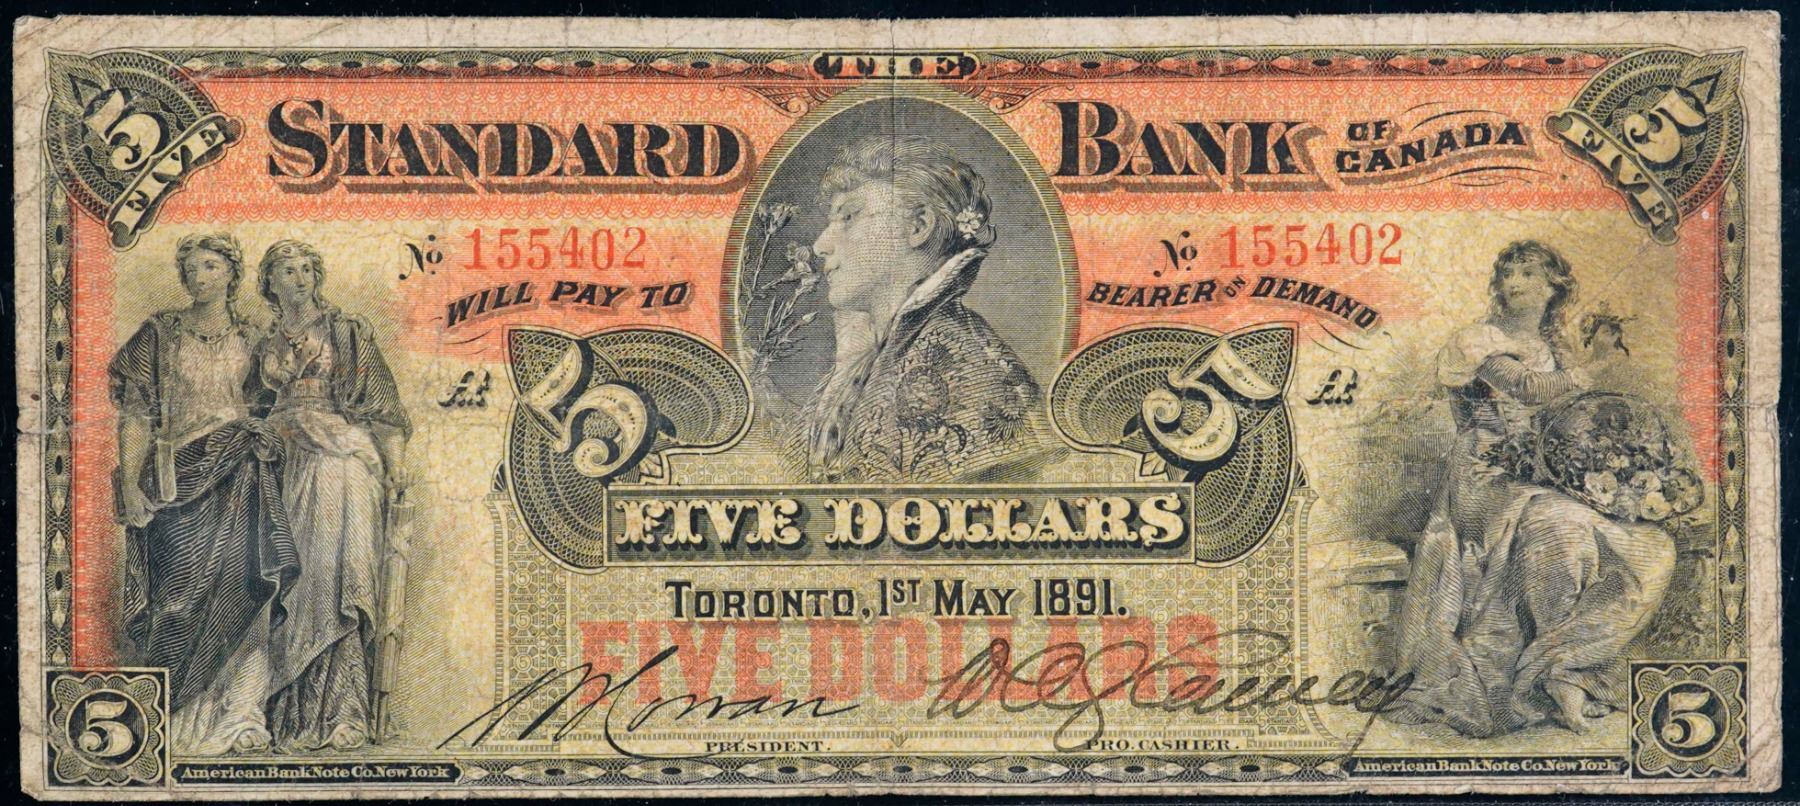 THE
5 FIVE
STANDARD BANK OF CANADA
5 FIVE
No 155402
No 155402
WILL PAY TO
BEARER ON DEMAND
5
5
FIVE DOLLARS
TORONTO, 1ST MAY 1891.
FIVE DOLLARS
PRESIDENT.
PRO. CASHIER.
5
5
American Bank Note Co. New York
American Bank Note Co. New York